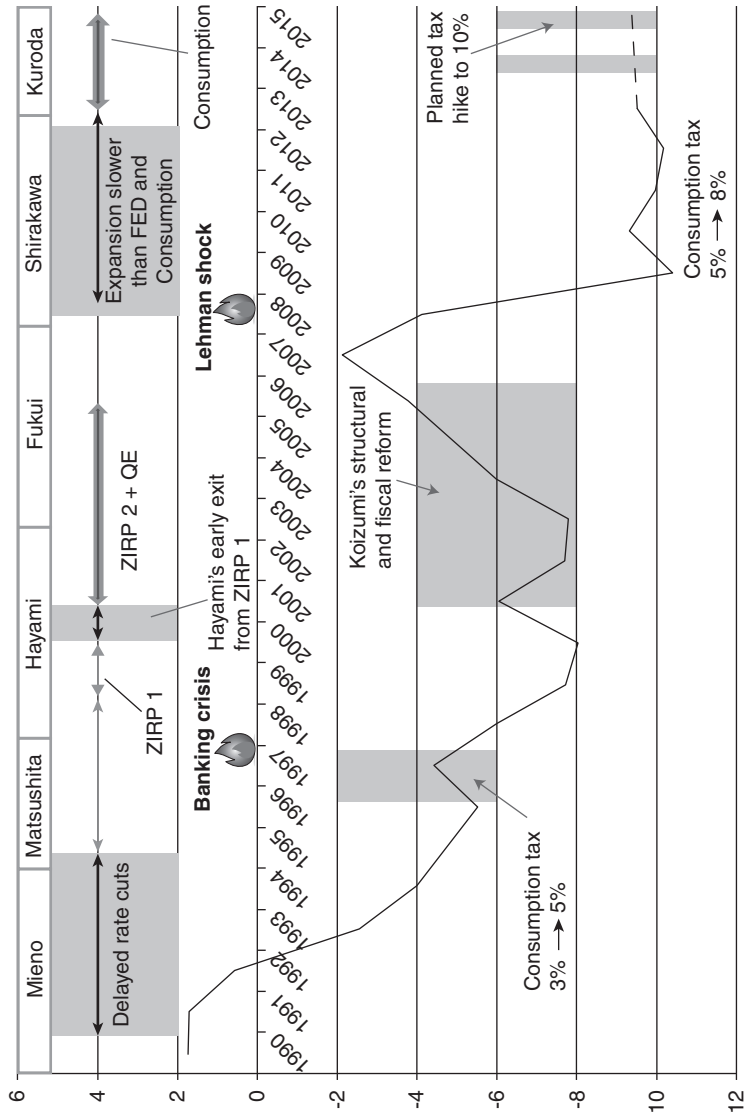 Mieno
Matsushita
Hayami
Fukui
Shirakawa
Kuroda
6
4
2
0
-2
-4
-6
-8
-10
-12
Delayed rate cuts
ZIRP 1
Hayami's early exit
from ZIRP 1
ZIRP 2 + QE
Expansion slower
than FED and
Consumption
Consumption
Banking crisis
Lehman shock
1990
1991
1992
1993
1994
1995
1996
1997
1998
1999
2000
2001
2002
2003
2004
2005
2006
2007
2008
2009
2010
2011
2012
2013
2014
2015
Consumption tax
3% → 5%
Koizumi's structural
and fiscal reform
Planned tax
hike to 10%
Consumption tax
5% → 8%